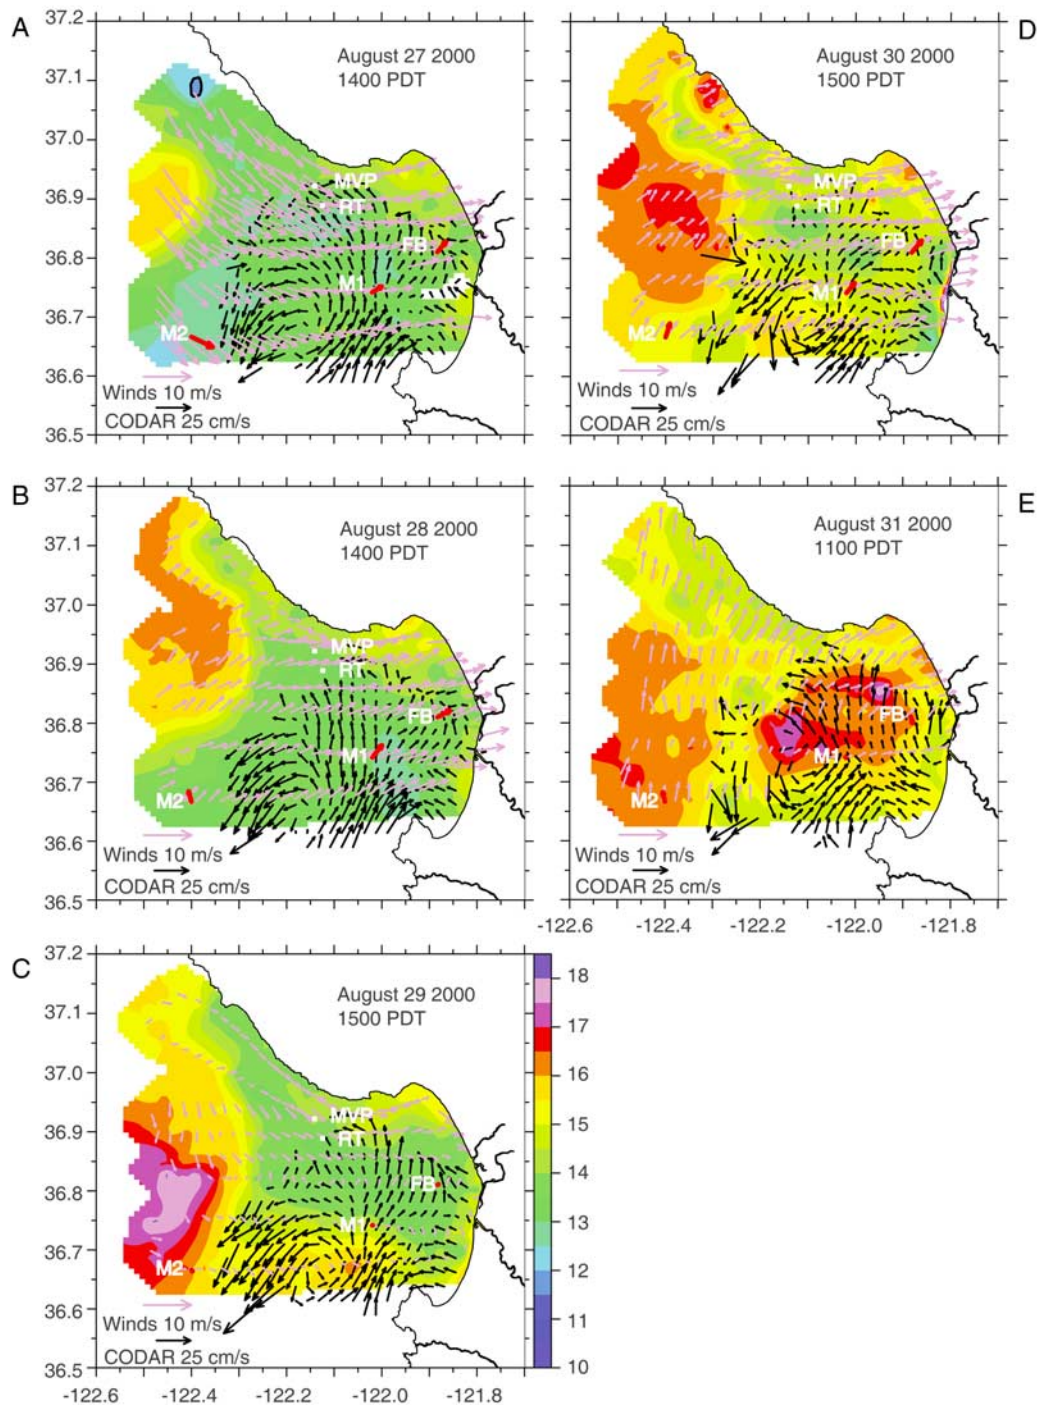 A
37.2
37.1
37.0
36.9
36.8
36.7
36.6
36.5
August 27 2000
1400 PDT
MVP
RT
FB
M1
M2
Winds 10 m/s
CODAR 25 cm/s
D
August 30 2000
1500 PDT
MVP
RT
FB
M1
M2
Winds 10 m/s
CODAR 25 cm/s
B
37.2
37.1
37.0
36.9
36.8
36.7
36.6
36.5
August 28 2000
1400 PDT
MVP
RT
FB
M1
M2
Winds 10 m/s
CODAR 25 cm/s
E
August 31 2000
1100 PDT
FB
M1
M2
Winds 10 m/s
CODAR 25 cm/s
-122.6 -122.4 -122.2 -122.0 -121.8
C
37.2
37.1
37.0
36.9
36.8
36.7
36.6
36.5
August 29 2000
1500 PDT
MVP
RT
FB
M1
M2
Winds 10 m/s
CODAR 25 cm/s
-122.6 -122.4 -122.2 -122.0 -121.8
18
17
16
15
14
13
12
11
10